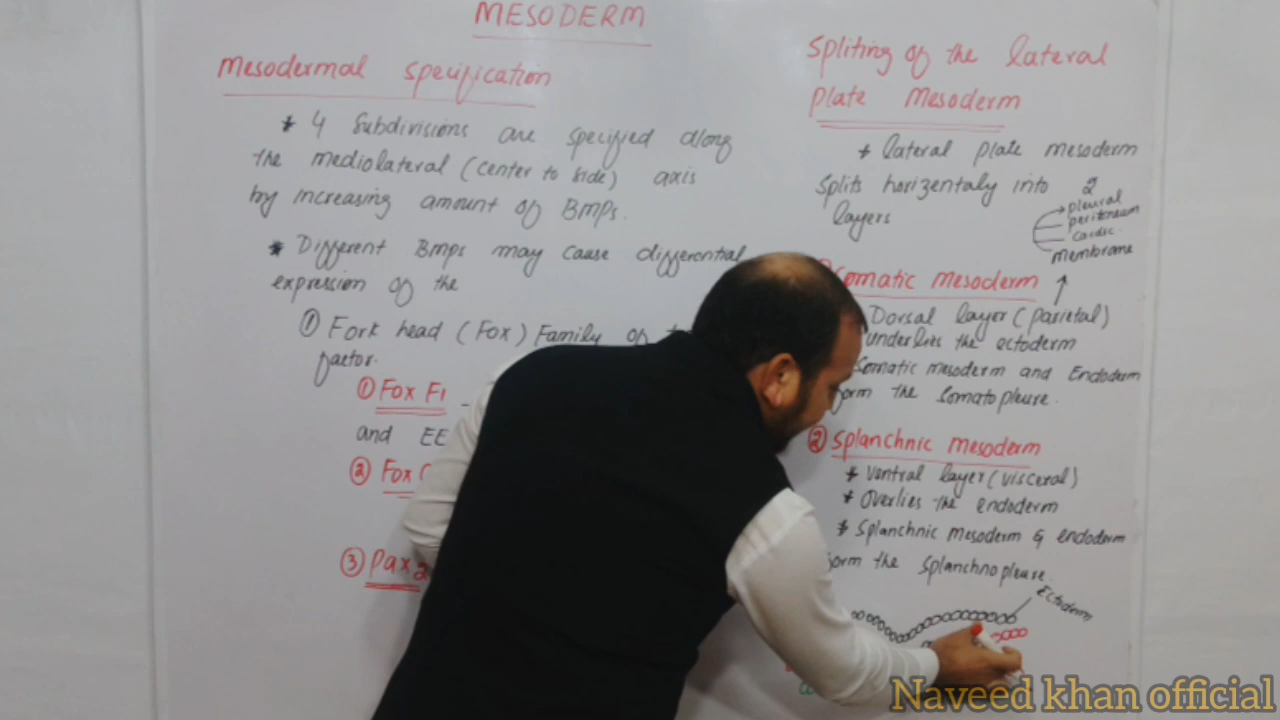 MESODERM
Mesodermal specification
* 4 Subdivisions are specified along
the mediolateral (center to side) axis
by increasing amount of BMPs.
* Different BMPs may cause differential
expression of the
① Fork head (Fox) Family of
factor.
① Fox F1 -
and EE
② Fox
③ Pax 2
Spliting of the lateral
plate Mesoderm
* lateral plate mesoderm
splits horizentaly into 2
layers
pleural
peritoneum
cardic
membrane
Somatic Mesoderm
Dorsal layer (parietal)
underlies the ectoderm
Somatic mesoderm and Endoderm
form the Somatopleure.
② Splanchnic Mesoderm
* Ventral layer (visceral)
* Overlies the endoderm
* Splanchnic mesoderm & endoderm
form the Splanchnopleure.
Ectoderm
Naveed khan official